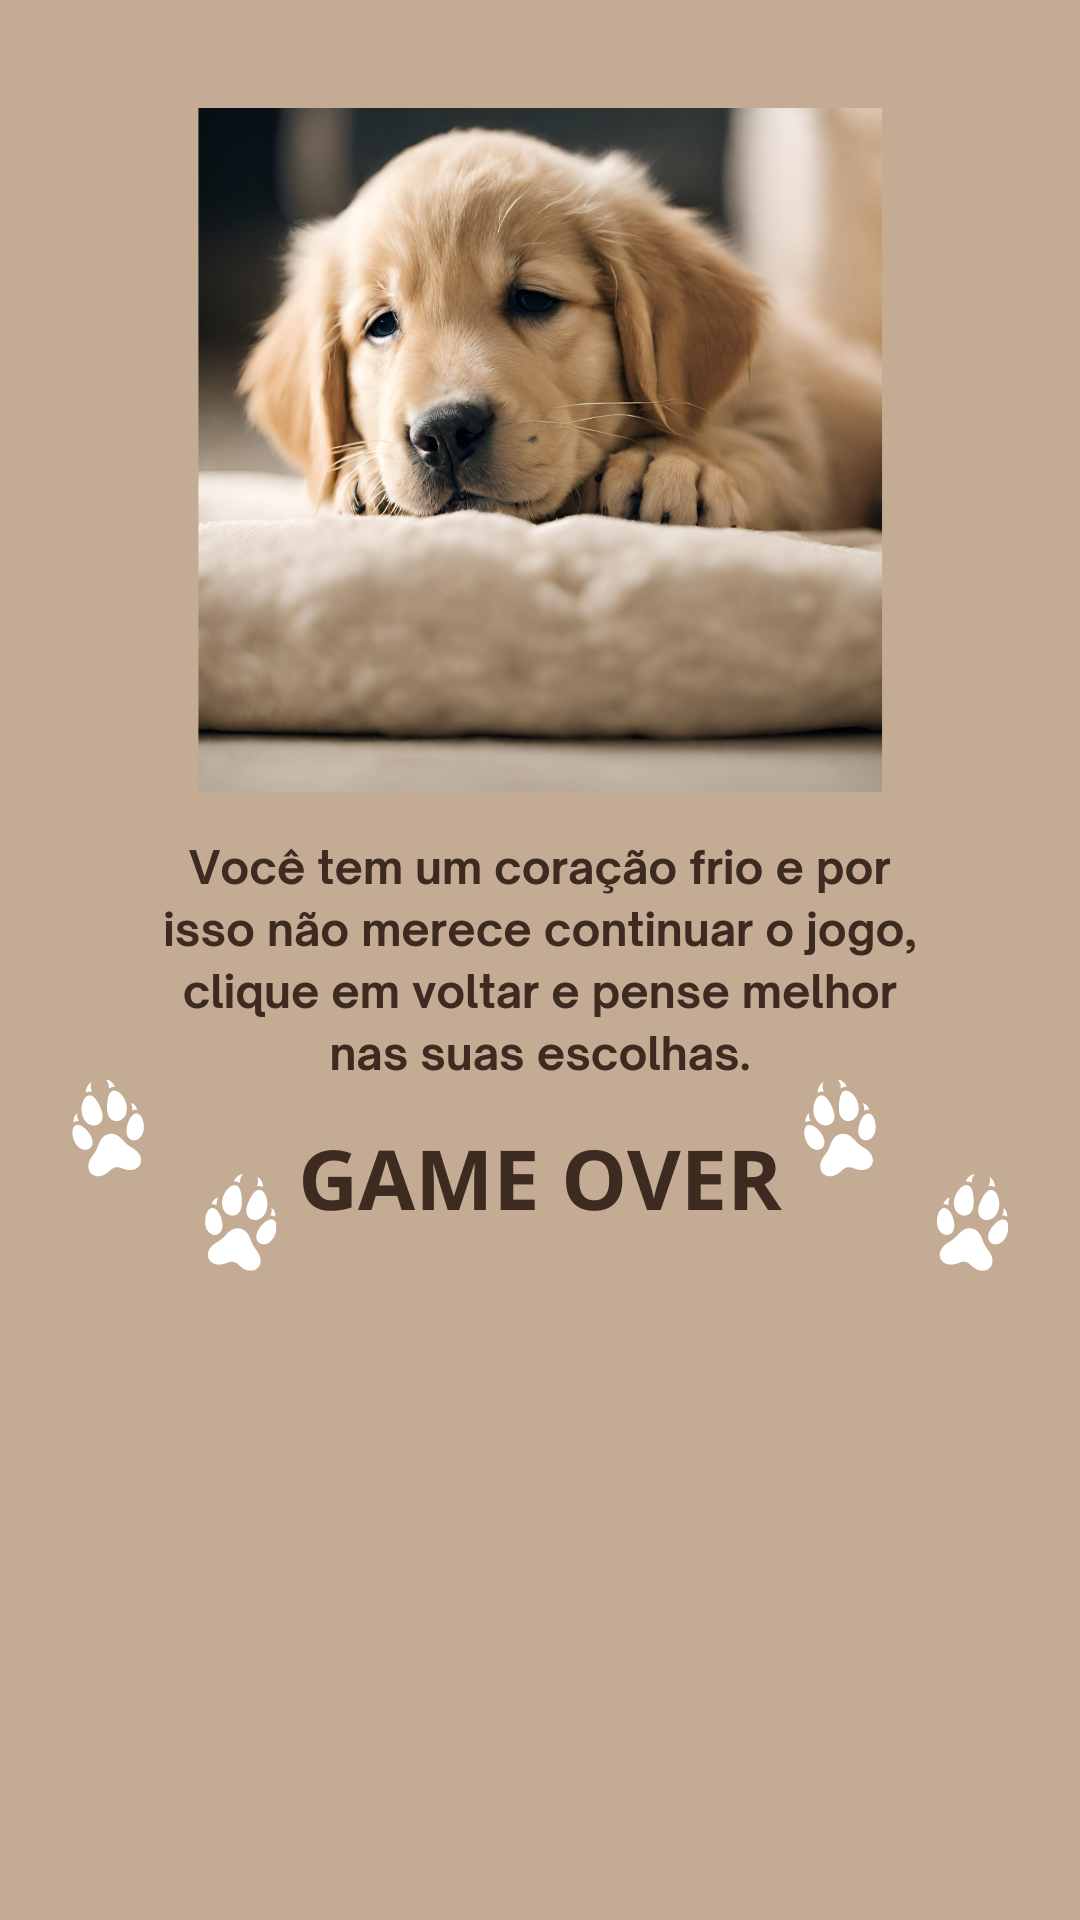 Você tem um coração frio e por
isso não merece continuar o jogo,
clique em voltar e pense melhor
nas suas escolhas.
GAME OVER